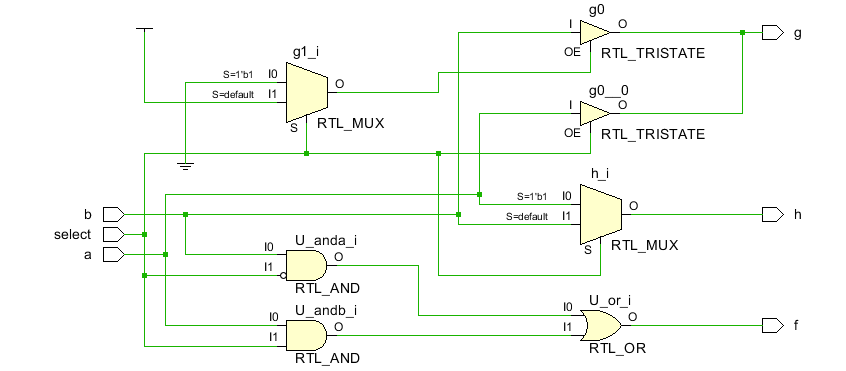 g0
I
O
g
OE
RTL_TRISTATE
g1_i
S=1'b1
I0
O
S=default
I1
S
RTL_MUX
g0__0
I
O
OE
RTL_TRISTATE
h_i
S=1'b1
I0
O
S=default
I1
S
RTL_MUX
h
b
select
a
U_anda_i
I0
O
I1
RTL_AND
U_andb_i
I0
O
I1
RTL_AND
U_or_i
I0
O
I1
RTL_OR
f